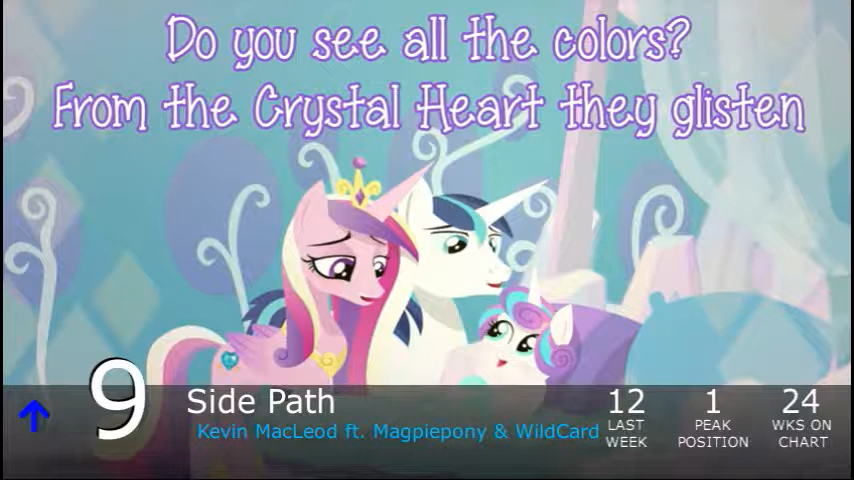 Do you see all the colors?
From the Crystal Heart they glisten
9
Side Path
Kevin MacLeod ft. Magpiepony & WildCard
12
LAST
WEEK
1
PEAK
POSITION
24
WKS ON
CHART